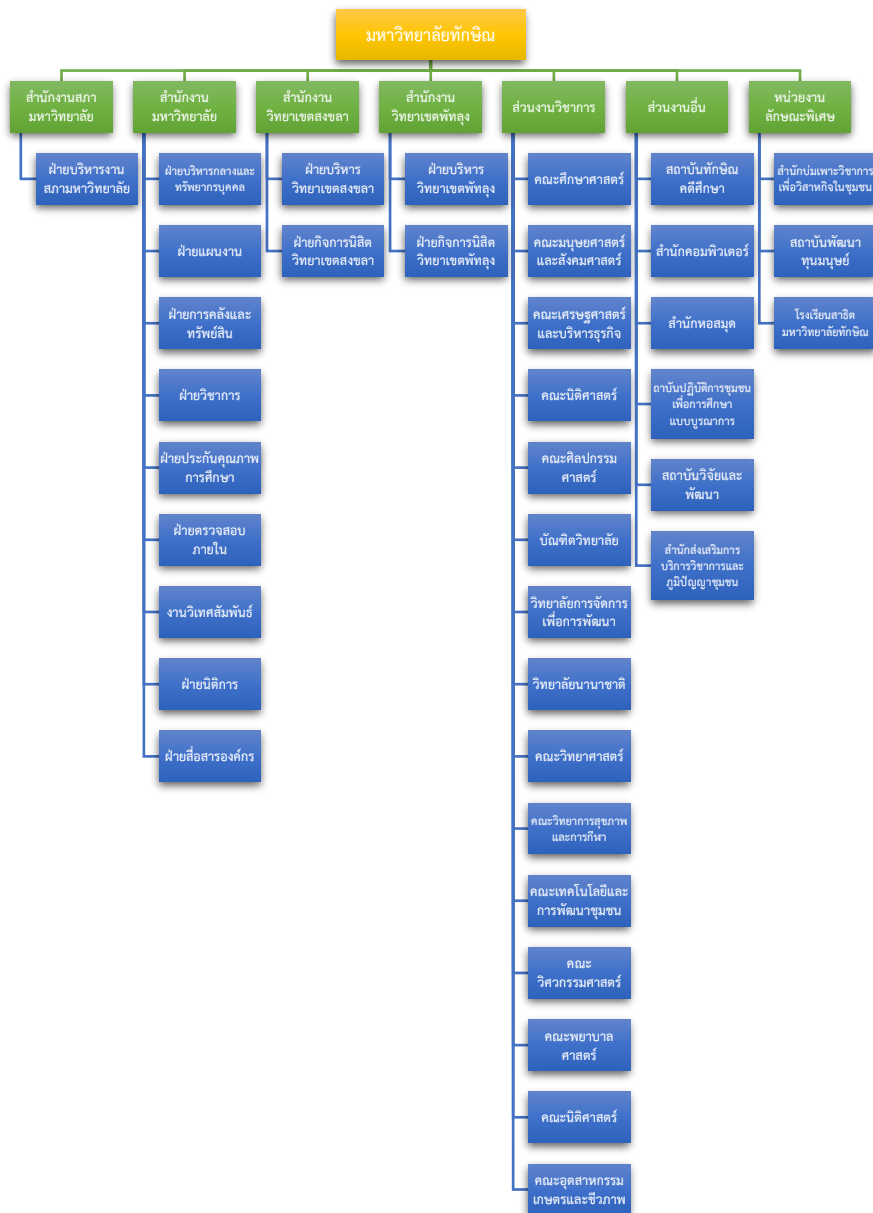 มหาวิทยาลัยทักษิณ
สำนักงานสภา
มหาวิทยาลัย
ฝ่ายบริหารงาน
สภามหาวิทยาลัย
สำนักงาน
มหาวิทยาลัย
ฝ่ายบริหารกลางและ
ทรัพยากรบุคคล
ฝ่ายแผนงาน
ฝ่ายการคลังและ
ทรัพย์สิน
ฝ่ายวิชาการ
ฝ่ายประกันคุณภาพ
การศึกษา
ฝ่ายตรวจสอบ
ภายใน
งานวิเทศสัมพันธ์
ฝ่ายนิติการ
ฝ่ายสื่อสารองค์กร
สำนักงาน
วิทยาเขตสงขลา
ฝ่ายบริหาร
วิทยาเขตสงขลา
ฝ่ายกิจการนิสิต
วิทยาเขตสงขลา
สำนักงาน
วิทยาเขตพัทลุง
ฝ่ายบริหาร
วิทยาเขตพัทลุง
ฝ่ายกิจการนิสิต
วิทยาเขตพัทลุง
ส่วนงานวิชาการ
คณะศึกษาศาสตร์
คณะมนุษยศาสตร์
และสังคมศาสตร์
คณะเศรษฐศาสตร์
และบริหารธุรกิจ
คณะนิติศาสตร์
คณะศิลปกรรม
ศาสตร์
บัณฑิตวิทยาลัย
วิทยาลัยการจัดการ
เพื่อการพัฒนา
วิทยาลัยนานาชาติ
คณะวิทยาศาสตร์
คณะวิทยาการสุขภาพ
และการกีฬา
คณะเทคโนโลยีและ
การพัฒนาชุมชน
คณะ
วิศวกรรมศาสตร์
คณะพยาบาล
ศาสตร์
คณะนิติศาสตร์
คณะอุตสาหกรรม
เกษตรและชีวภาพ
ส่วนงานอื่น
สถาบันทักษิณ
คดีศึกษา
สำนักคอมพิวเตอร์
สำนักหอสมุด
ถาบันปฏิบัติการชุมชน
เพื่อการศึกษา
แบบบูรณาการ
สถาบันวิจัยและ
พัฒนา
สำนักส่งเสริมการ
บริการวิชาการและ
ภูมิปัญญาชุมชน
หน่วยงาน
ลักษณะพิเศษ
สำนักบ่มเพาะวิชาการ
เพื่อวิสาหกิจในชุมชน
สถาบันพัฒนา
ทุนมนุษย์
โรงเรียนสาธิต
มหาวิทยาลัยทักษิณ